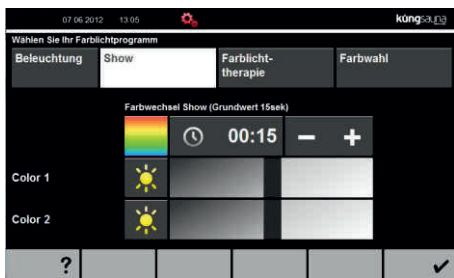 07 06 2012 13:05 küngsauna
Wählen Sie Ihr Farblichtprogramm
Beleuchtung Show Farblicht- Farbwahl
therapie
Farbwechsel Show (Grundwert 15sek)
00:15 − +
Color 1
Color 2
? ✔